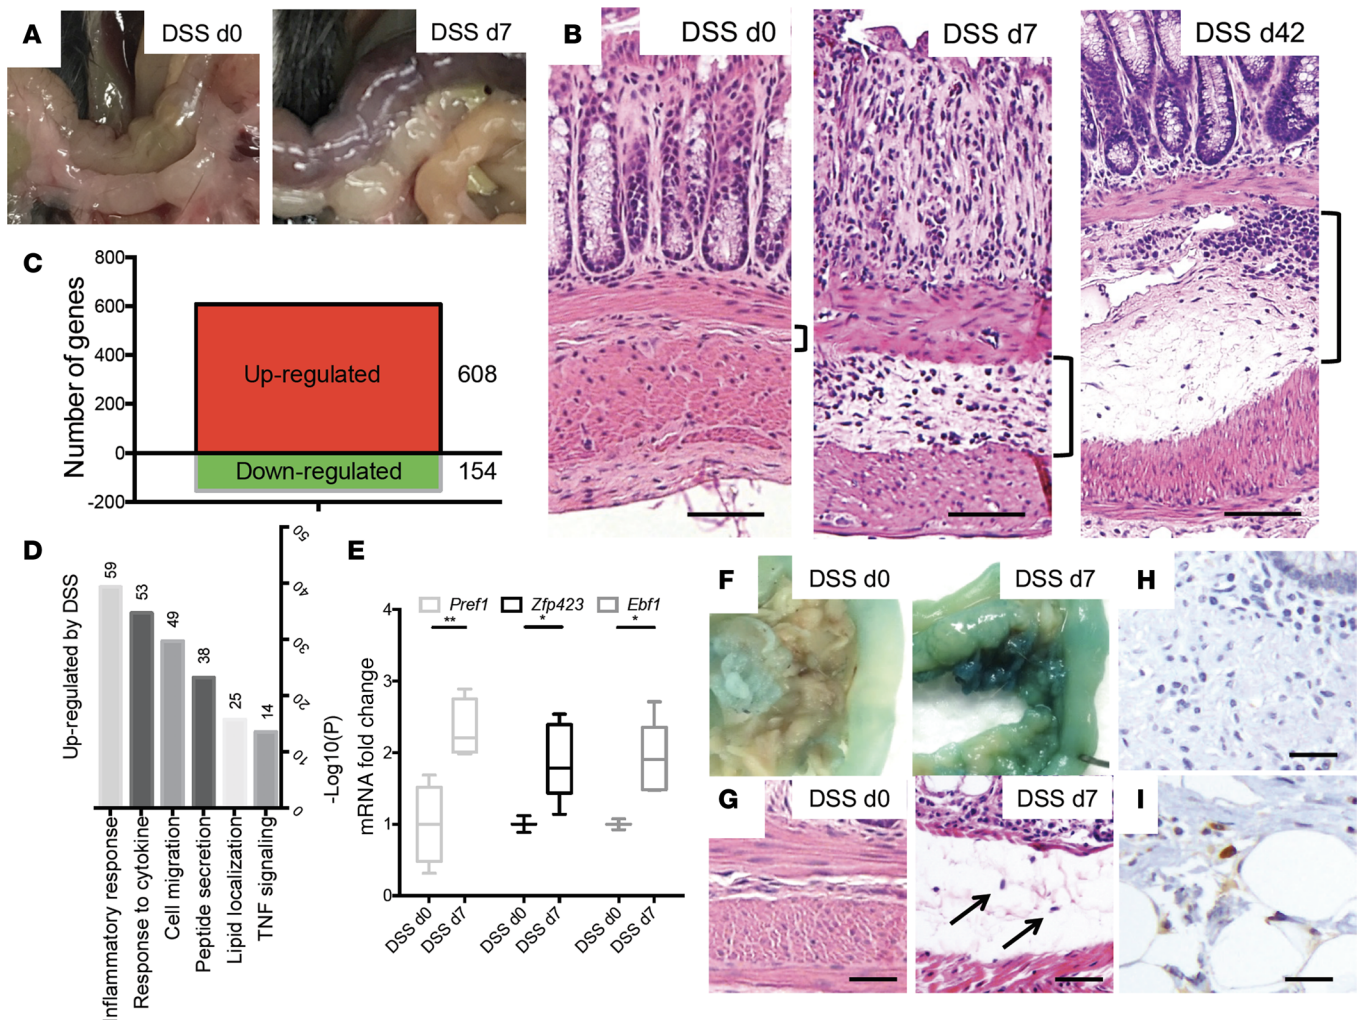 A
DSS d0
DSS d7
B
DSS d0
DSS d7
DSS d42
C
Number of genes
800
600
400
200
0
-200
Up-regulated
608
Down-regulated
154
D
Up-regulated by DSS
59
53
49
38
25
14
50
40
30
20
10
0
-Log10(P)
Inflammatory response
Response to cytokine
Cell migration
Peptide secretion
Lipid localization
TNF signaling
E
mRNA fold change
4
3
2
1
0
Pref1 Zfp423 Ebf1
** * *
DSS d0
DSS d7
DSS d0
DSS d7
DSS d0
DSS d7
F
DSS d0
DSS d7
G
DSS d0
DSS d7
H
I